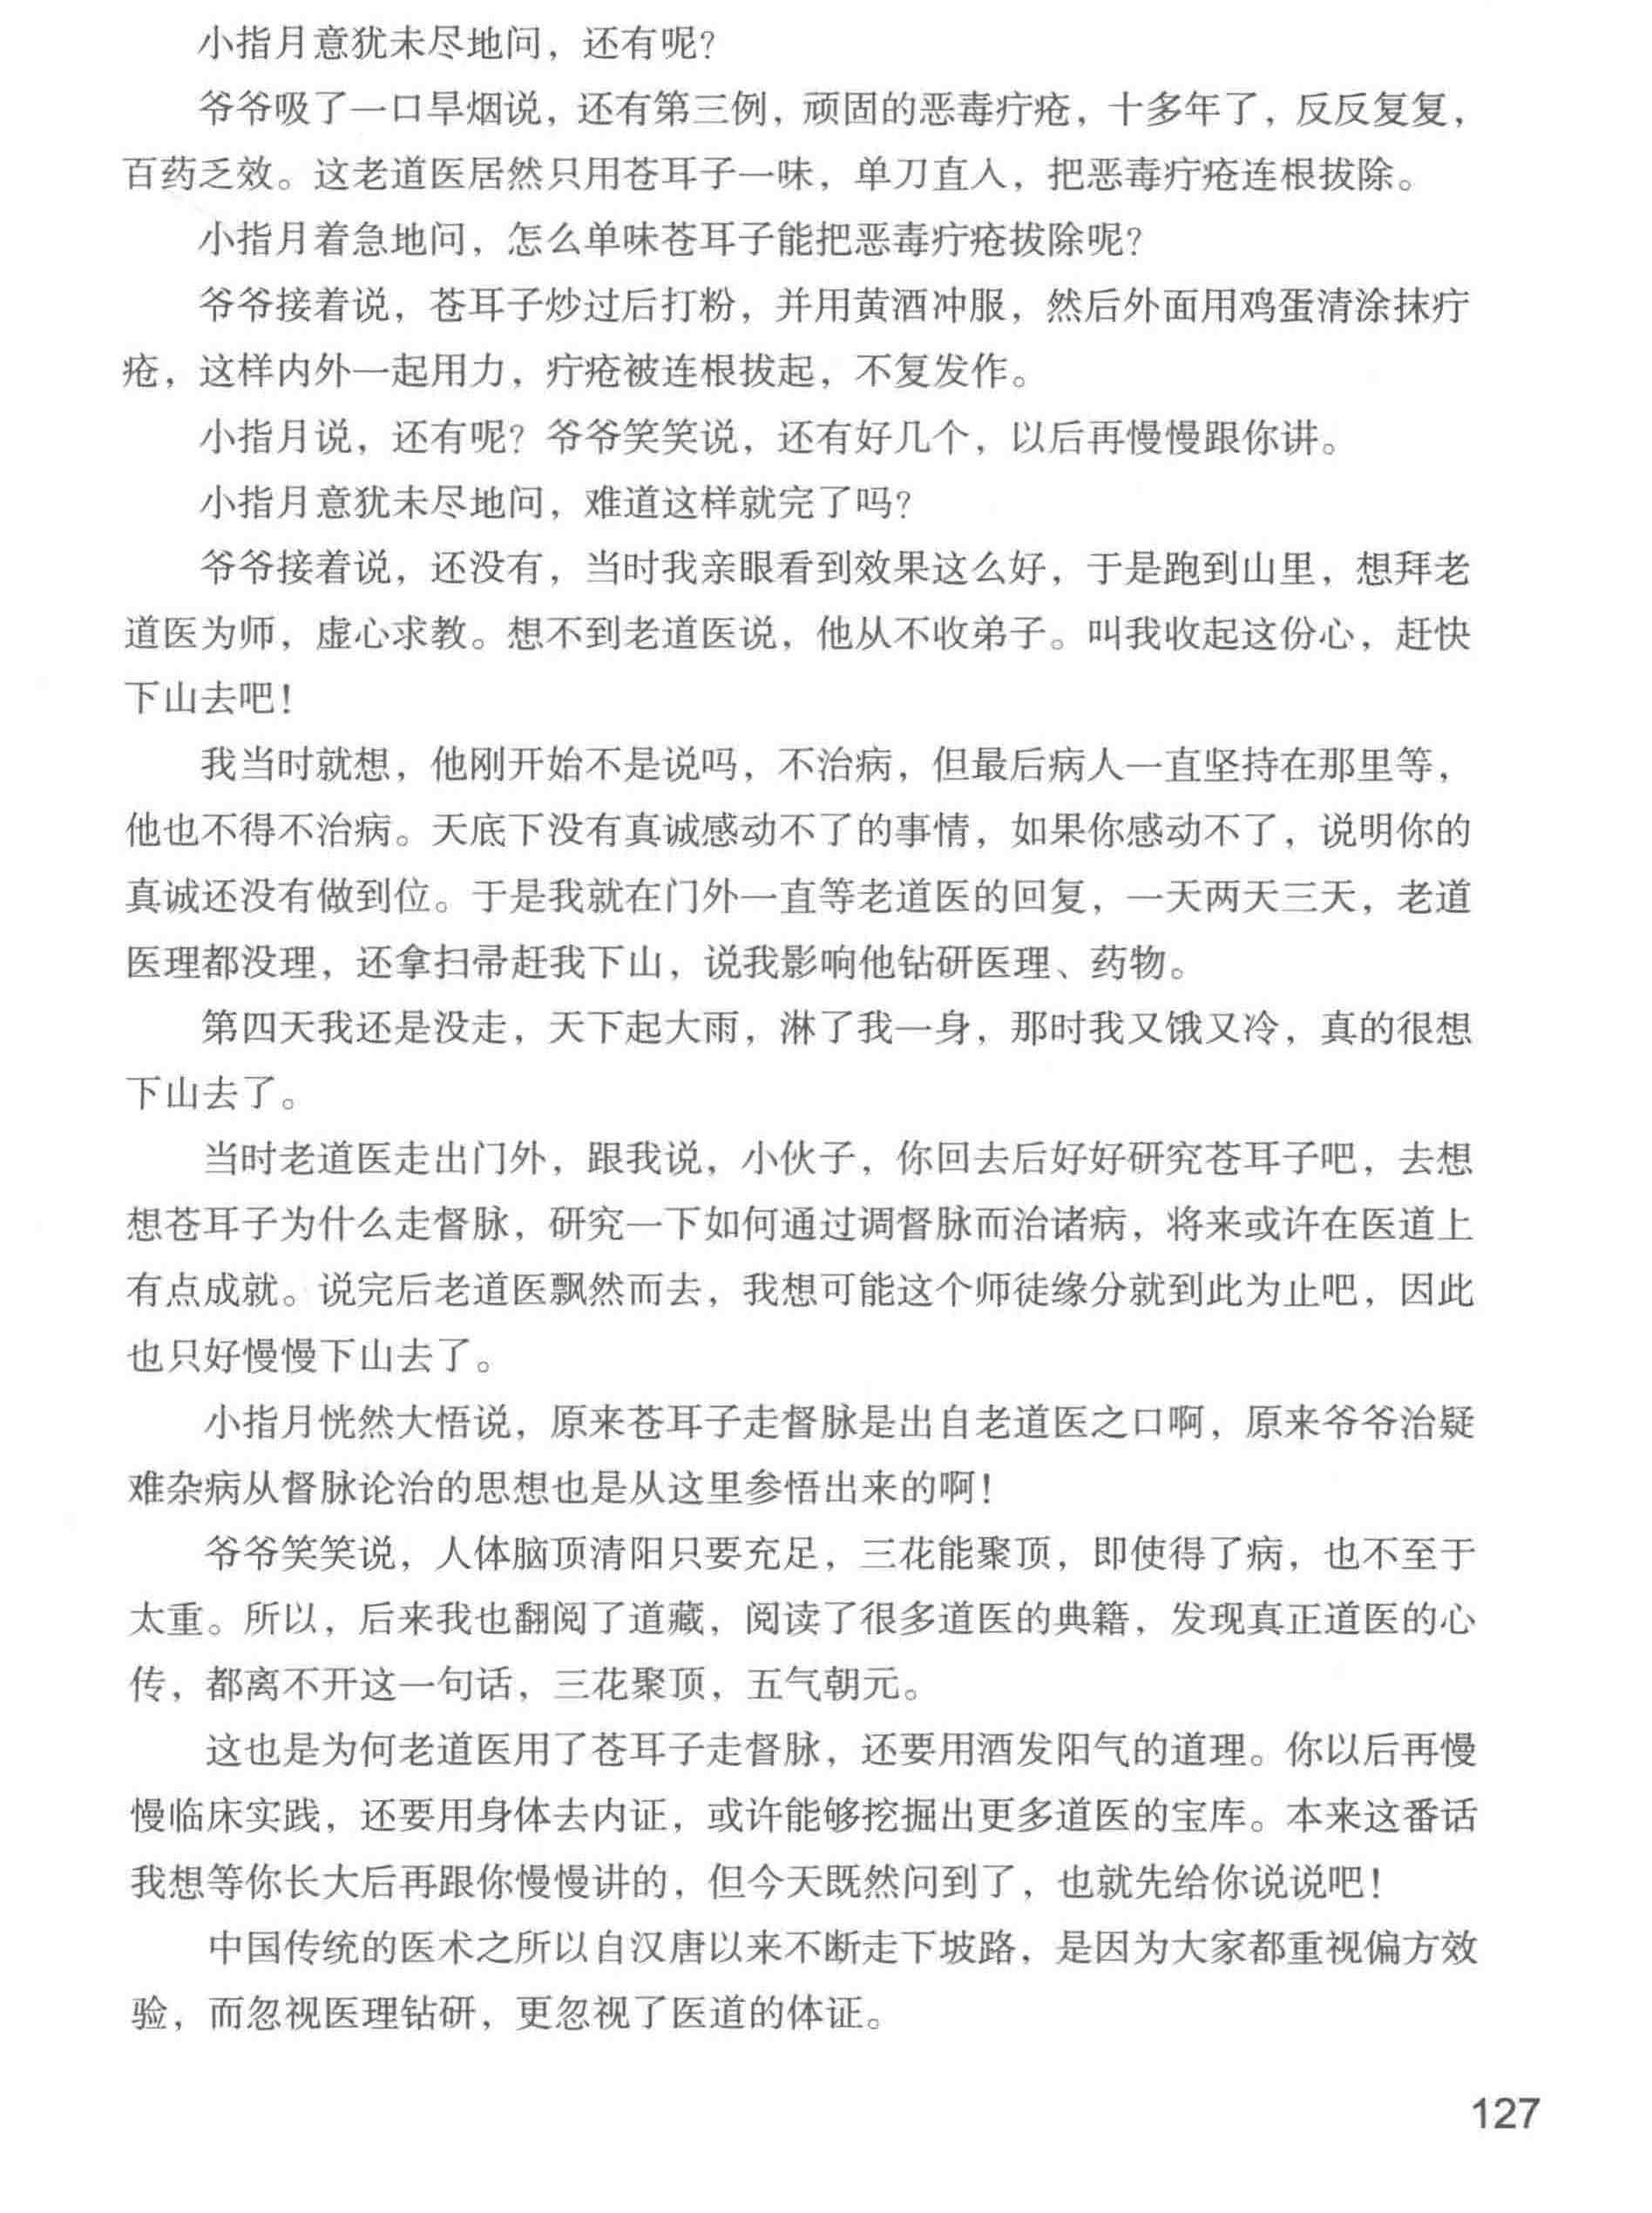 小指月意犹未尽地问，还有呢？
爷爷吸了一口旱烟说，还有第三例，顽固的恶毒疔疮，十多年了，反反复复，
百药乏效。这老道医居然只用苍耳子一味，单刀直人，把恶毒疔疮连根拔除。
小指月着急地问，怎么单味苍耳子能把恶毒疔疮拔除呢？
爷爷接着说，苍耳子炒过后打粉，并用黄酒冲服，然后外面用鸡蛋清涂抹疔
疮，这样内外一起用力，疔疮被连根拔起，不复发作。
小指月说，还有呢？爷爷笑笑说，还有好几个，以后再慢慢跟你讲。
小指月意犹未尽地问，难道这样就完了吗？
爷爷接着说，还没有，当时我亲眼看到效果这么好，于是跑到山里，想拜老
道医为师，虚心求教。想不到老道医说，他从不收弟子。叫我收起这份心，赶快
下山去吧！
我当时就想，他刚开始不是说吗，不治病，但最后病人一直坚持在那里等，
他也不得不治病。天底下没有真诚感动不了的事情，如果你感动不了，说明你的
真诚还没有做到位。于是我就在门外一直等老道医的回复，一天两天三天，老道
医理都没理，还拿扫帚赶我下山，说我影响他钻研医理、药物。
第四天我还是没走，天下起大雨，淋了我一身，那时我又饿又冷，真的很想
下山去了。
当时老道医走出门外，跟我说，小伙子，你回去后好好研究苍耳子吧，去想
想苍耳子为什么走督脉，研究一下如何通过调督脉而治诸病，将来或许在医道上
有点成就。说完后老道医飘然而去，我想可能这个师徒缘分就到此为止吧，因此
也只好慢慢下山去了。
小指月恍然大悟说，原来苍耳子走督脉是出自老道医之口啊，原来爷爷治疑
难杂病从督脉论治的思想也是从这里参悟出来的啊！
爷爷笑笑说，人体脑顶清阳只要充足，三花能聚顶，即使得了病，也不至于
太重。所以，后来我也翻阅了道藏，阅读了很多道医的典籍，发现真正道医的心
传，都离不开这一句话，三花聚顶，五气朝元。
这也是为何老道医用了苍耳子走督脉，还要用酒发阳气的道理。你以后再慢
慢临床实践，还要用身体去内证，或许能够挖掘出更多道医的宝库。本来这番话
我想等你长大后再跟你慢慢讲的，但今天既然问到了，也就先给你说说吧！
中国传统的医术之所以自汉唐以来不断走下坡路，是因为大家都重视偏方效
验，而忽视医理钻研，更忽视了医道的体证。
127